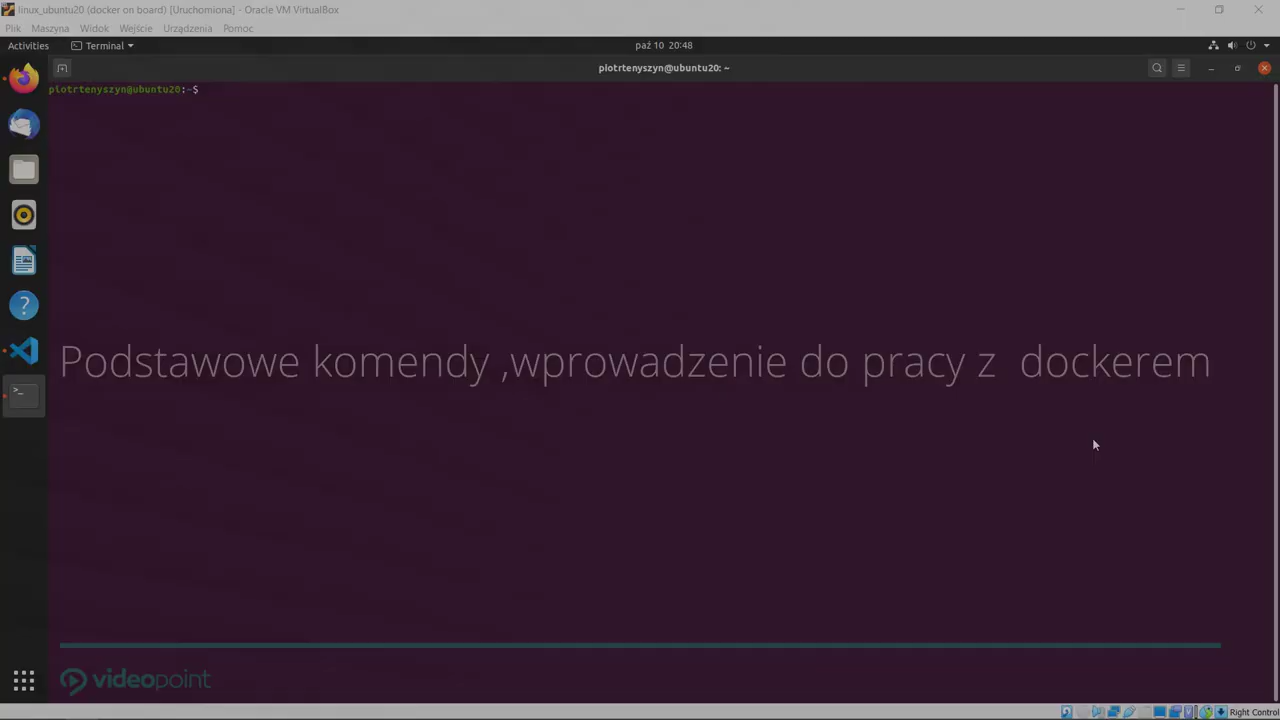 linux_ubuntu20 (docker on board) [Uruchomiona] - Oracle VM VirtualBox
Plik Maszyna Widok Wejście Urządzenia Pomoc
Activities Terminal paź 10 20:48
piotrtenyszyn@ubuntu20: ~
piotrtenyszyn@ubuntu20:~$
Podstawowe komendy ,wprowadzenie do pracy z dockerem
videopoint
Right Control